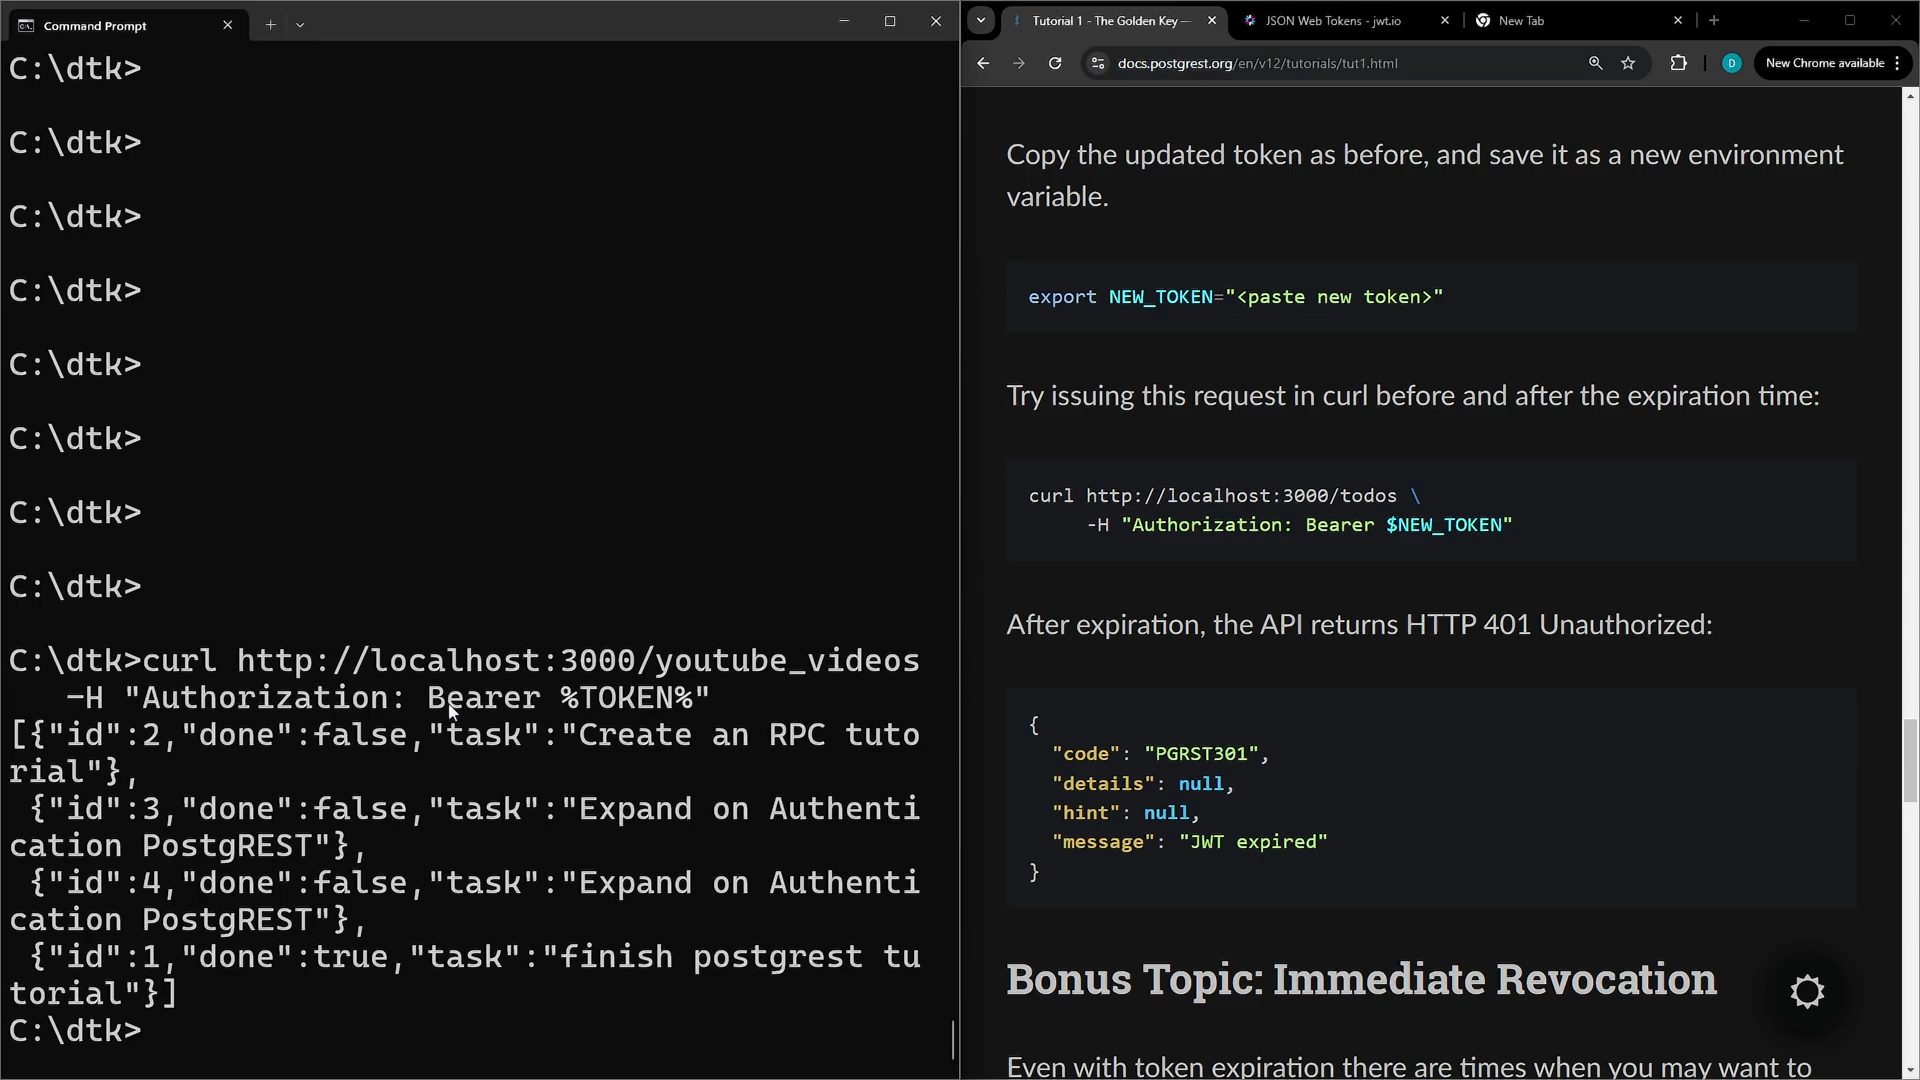 Command Prompt
C:\dtk>
C:\dtk>
C:\dtk>
C:\dtk>
C:\dtk>
C:\dtk>
C:\dtk>
C:\dtk>
C:\dtk>curl http://localhost:3000/youtube_videos
-H "Authorization: Bearer %TOKEN%"
[{"id":2,"done":false,"task":"Create an RPC tuto
rial"},
{"id":3,"done":false,"task":"Expand on Authenti
cation PostgREST"},
{"id":4,"done":false,"task":"Expand on Authenti
cation PostgREST"},
{"id":1,"done":true,"task":"finish postgrest tu
torial"}]
C:\dtk>
Tutorial 1 - The Golden Key —
JSON Web Tokens - jwt.io
New Tab
docs.postgrest.org/en/v12/tutorials/tut1.html
D
New Chrome available
Copy the updated token as before, and save it as a new environment
variable.
export NEW_TOKEN="<paste new token>"
Try issuing this request in curl before and after the expiration time:
curl http://localhost:3000/todos \
-H "Authorization: Bearer $NEW_TOKEN"
After expiration, the API returns HTTP 401 Unauthorized:
{
"code": "PGRST301",
"details": null,
"hint": null,
"message": "JWT expired"
}
Bonus Topic: Immediate Revocation
Even with token expiration there are times when you may want to